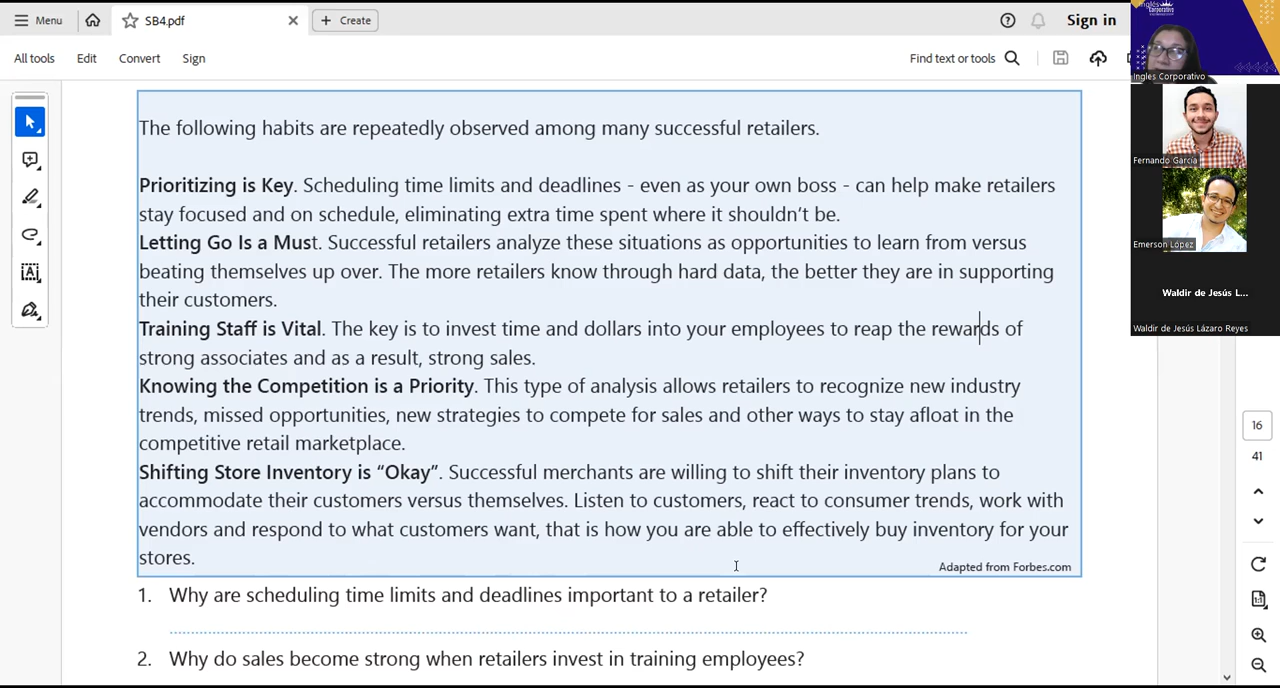 Menu
SB4.pdf
Create
Sign in
All tools
Edit
Convert
Sign
Find text or tools
The following habits are repeatedly observed among many successful retailers.
Prioritizing is Key. Scheduling time limits and deadlines - even as your own boss - can help make retailers
stay focused and on schedule, eliminating extra time spent where it shouldn't be.
Letting Go Is a Must. Successful retailers analyze these situations as opportunities to learn from versus
beating themselves up over. The more retailers know through hard data, the better they are in supporting
their customers.
Training Staff is Vital. The key is to invest time and dollars into your employees to reap the rewards of
strong associates and as a result, strong sales.
Knowing the Competition is a Priority. This type of analysis allows retailers to recognize new industry
trends, missed opportunities, new strategies to compete for sales and other ways to stay afloat in the
competitive retail marketplace.
Shifting Store Inventory is “Okay”. Successful merchants are willing to shift their inventory plans to
accommodate their customers versus themselves. Listen to customers, react to consumer trends, work with
vendors and respond to what customers want, that is how you are able to effectively buy inventory for your
stores.
Adapted from Forbes.com
1. Why are scheduling time limits and deadlines important to a retailer?
2. Why do sales become strong when retailers invest in training employees?
16
41
Inglés
Corporativo
Ingles Corporativo
Fernando García
Emerson López
Waldir de Jesús L...
Waldir de Jesús Lázaro Reyes